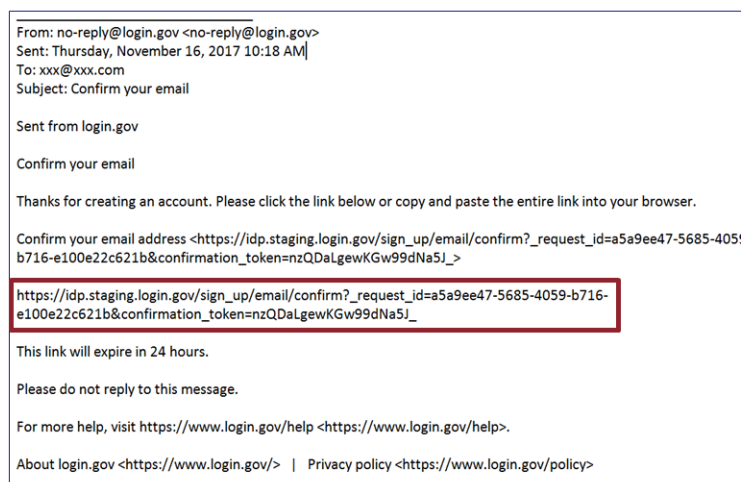 From: no-reply@login.gov <no-reply@login.gov>
Sent: Thursday, November 16, 2017 10:18 AM
To: xxx@xxx.com
Subject: Confirm your email
Sent from login.gov
Confirm your email
Thanks for creating an account. Please click the link below or copy and paste the entire link into your browser.
Confirm your email address <https://idp.staging.login.gov/sign_up/email/confirm?_request_id=a5a9ee47-5685-4059
b716-e100e22c621b&confirmation_token=nzQDaLgewKGw99dNa5J_>
https://idp.staging.login.gov/sign_up/email/confirm?_request_id=a5a9ee47-5685-4059-b716-
e100e22c621b&confirmation_token=nzQDaLgewKGw99dNa5J_
This link will expire in 24 hours.
Please do not reply to this message.
For more help, visit https://www.login.gov/help <https://www.login.gov/help>.
About login.gov <https://www.login.gov/> | Privacy policy <https://www.login.gov/policy>